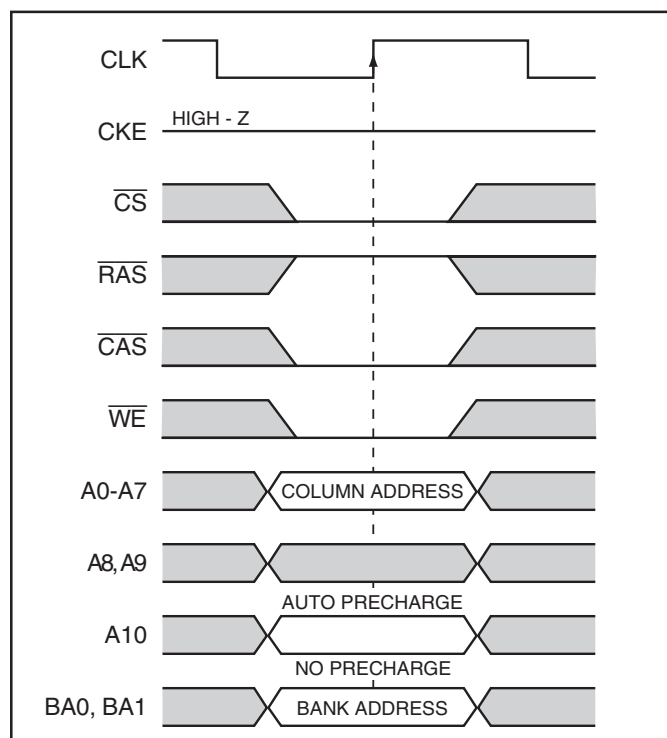 CLK
HIGH - Z
CKE
CS
RAS
CAS
WE
A0-A7 COLUMN ADDRESS
A8, A9
AUTO PRECHARGE
A10
NO PRECHARGE
BA0, BA1 BANK ADDRESS